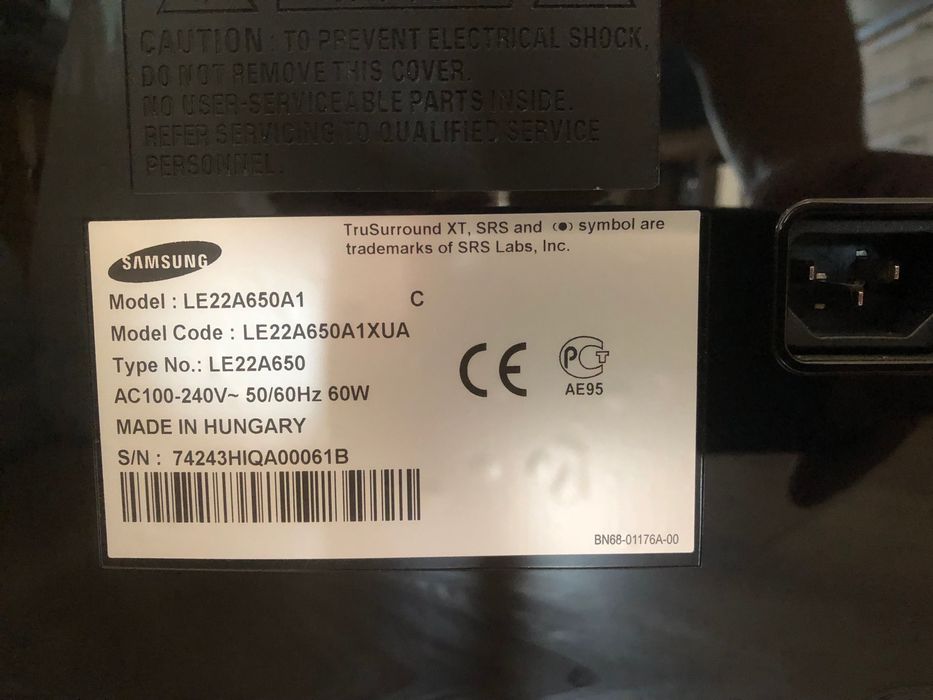 CAUTION : TO PREVENT ELECTRICAL SHOCK,
DO NOT REMOVE THIS COVER.
NO USER-SERVICEABLE PARTS INSIDE.
REFER SERVICING TO QUALIFIED SERVICE
PERSONNEL.
TruSurround XT, SRS and (●) symbol are
trademarks of SRS Labs, Inc.
SAMSUNG
Model : LE22A650A1 C
Model Code : LE22A650A1XUA
Type No.: LE22A650
AC100-240V~ 50/60Hz 60W
MADE IN HUNGARY
S/N : 74243HIQA00061B
CE
PCT
AE95
BN68-01176A-00